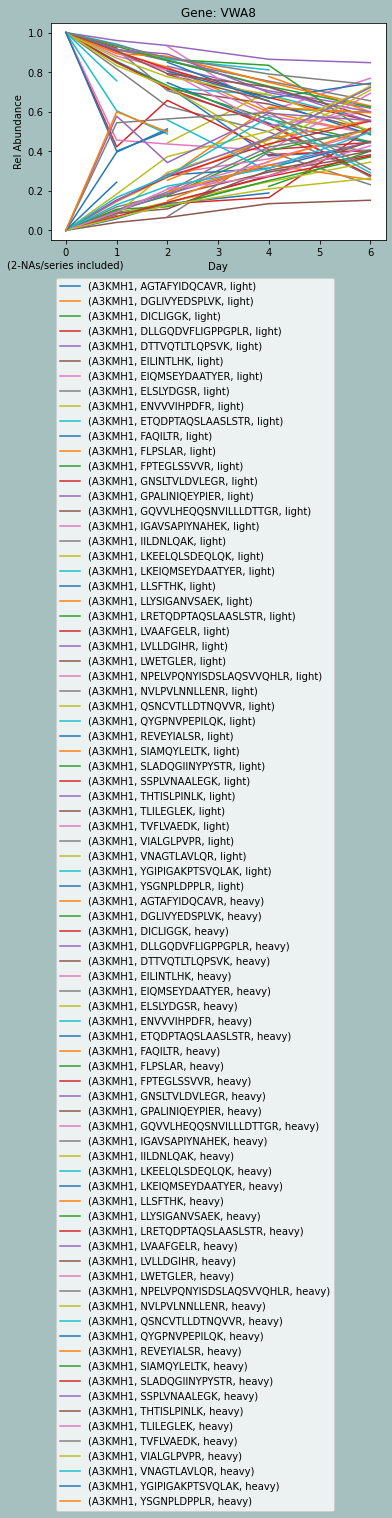 Gene: VWA8
1.0
0.8
0.6
0.4
0.2
0.0
Rel Abundance
0 1 2 3 4 5 6
(2-NAs/series included)
Day
(A3KMH1, AGTAFYIDQCAVR, light)
(A3KMH1, DGLIVYEDSPLVK, light)
(A3KMH1, DICLIGGK, light)
(A3KMH1, DLLGQDVFLIGPPGPLR, light)
(A3KMH1, DTTVQTLTLQPSVK, light)
(A3KMH1, EILINTLHK, light)
(A3KMH1, EIQMSEYDAATYER, light)
(A3KMH1, ELSLYDGSR, light)
(A3KMH1, ENVVVIHPDFR, light)
(A3KMH1, ETQDPTAQSLAASLSTR, light)
(A3KMH1, FAQILTR, light)
(A3KMH1, FLPSLAR, light)
(A3KMH1, FPTEGLSSVVR, light)
(A3KMH1, GNSLTVLDVLEGR, light)
(A3KMH1, GPALINIQEYPIER, light)
(A3KMH1, GQVVLHEQQSNVILLLDTTGR, light)
(A3KMH1, IGAVSAPIYNAHEK, light)
(A3KMH1, IILDNLQAK, light)
(A3KMH1, LKEELQLSDEQLQK, light)
(A3KMH1, LKEIQMSEYDAATYER, light)
(A3KMH1, LLSFTHK, light)
(A3KMH1, LLYSIGANVSAEK, light)
(A3KMH1, LRETQDPTAQSLAASLSTR, light)
(A3KMH1, LVAAFGELR, light)
(A3KMH1, LVLLDGIHR, light)
(A3KMH1, LWETGLER, light)
(A3KMH1, NPELVPQNYISDSLAQSVVQHLR, light)
(A3KMH1, NVLPVLNNLLENR, light)
(A3KMH1, QSNCVTLLDTNQVVR, light)
(A3KMH1, QYGPNVPEPILQK, light)
(A3KMH1, REVEYIALSR, light)
(A3KMH1, SIAMQYLELTK, light)
(A3KMH1, SLADQGIINYPYSTR, light)
(A3KMH1, SSPLVNAALEGK, light)
(A3KMH1, THTISLPINLK, light)
(A3KMH1, TLILEGLEK, light)
(A3KMH1, TVFLVAEDK, light)
(A3KMH1, VIALGLPVPR, light)
(A3KMH1, VNAGTLAVLQR, light)
(A3KMH1, YGIPIGAKPTSVQLAK, light)
(A3KMH1, YSGNPLDPPLR, light)
(A3KMH1, AGTAFYIDQCAVR, heavy)
(A3KMH1, DGLIVYEDSPLVK, heavy)
(A3KMH1, DICLIGGK, heavy)
(A3KMH1, DLLGQDVFLIGPPGPLR, heavy)
(A3KMH1, DTTVQTLTLQPSVK, heavy)
(A3KMH1, EILINTLHK, heavy)
(A3KMH1, EIQMSEYDAATYER, heavy)
(A3KMH1, ELSLYDGSR, heavy)
(A3KMH1, ENVVVIHPDFR, heavy)
(A3KMH1, ETQDPTAQSLAASLSTR, heavy)
(A3KMH1, FAQILTR, heavy)
(A3KMH1, FLPSLAR, heavy)
(A3KMH1, FPTEGLSSVVR, heavy)
(A3KMH1, GNSLTVLDVLEGR, heavy)
(A3KMH1, GPALINIQEYPIER, heavy)
(A3KMH1, GQVVLHEQQSNVILLLDTTGR, heavy)
(A3KMH1, IGAVSAPIYNAHEK, heavy)
(A3KMH1, IILDNLQAK, heavy)
(A3KMH1, LKEELQLSDEQLQK, heavy)
(A3KMH1, LKEIQMSEYDAATYER, heavy)
(A3KMH1, LLSFTHK, heavy)
(A3KMH1, LLYSIGANVSAEK, heavy)
(A3KMH1, LRETQDPTAQSLAASLSTR, heavy)
(A3KMH1, LVAAFGELR, heavy)
(A3KMH1, LVLLDGIHR, heavy)
(A3KMH1, LWETGLER, heavy)
(A3KMH1, NPELVPQNYISDSLAQSVVQHLR, heavy)
(A3KMH1, NVLPVLNNLLENR, heavy)
(A3KMH1, QSNCVTLLDTNQVVR, heavy)
(A3KMH1, QYGPNVPEPILQK, heavy)
(A3KMH1, REVEYIALSR, heavy)
(A3KMH1, SIAMQYLELTK, heavy)
(A3KMH1, SLADQGIINYPYSTR, heavy)
(A3KMH1, SSPLVNAALEGK, heavy)
(A3KMH1, THTISLPINLK, heavy)
(A3KMH1, TLILEGLEK, heavy)
(A3KMH1, TVFLVAEDK, heavy)
(A3KMH1, VIALGLPVPR, heavy)
(A3KMH1, VNAGTLAVLQR, heavy)
(A3KMH1, YGIPIGAKPTSVQLAK, heavy)
(A3KMH1, YSGNPLDPPLR, heavy)